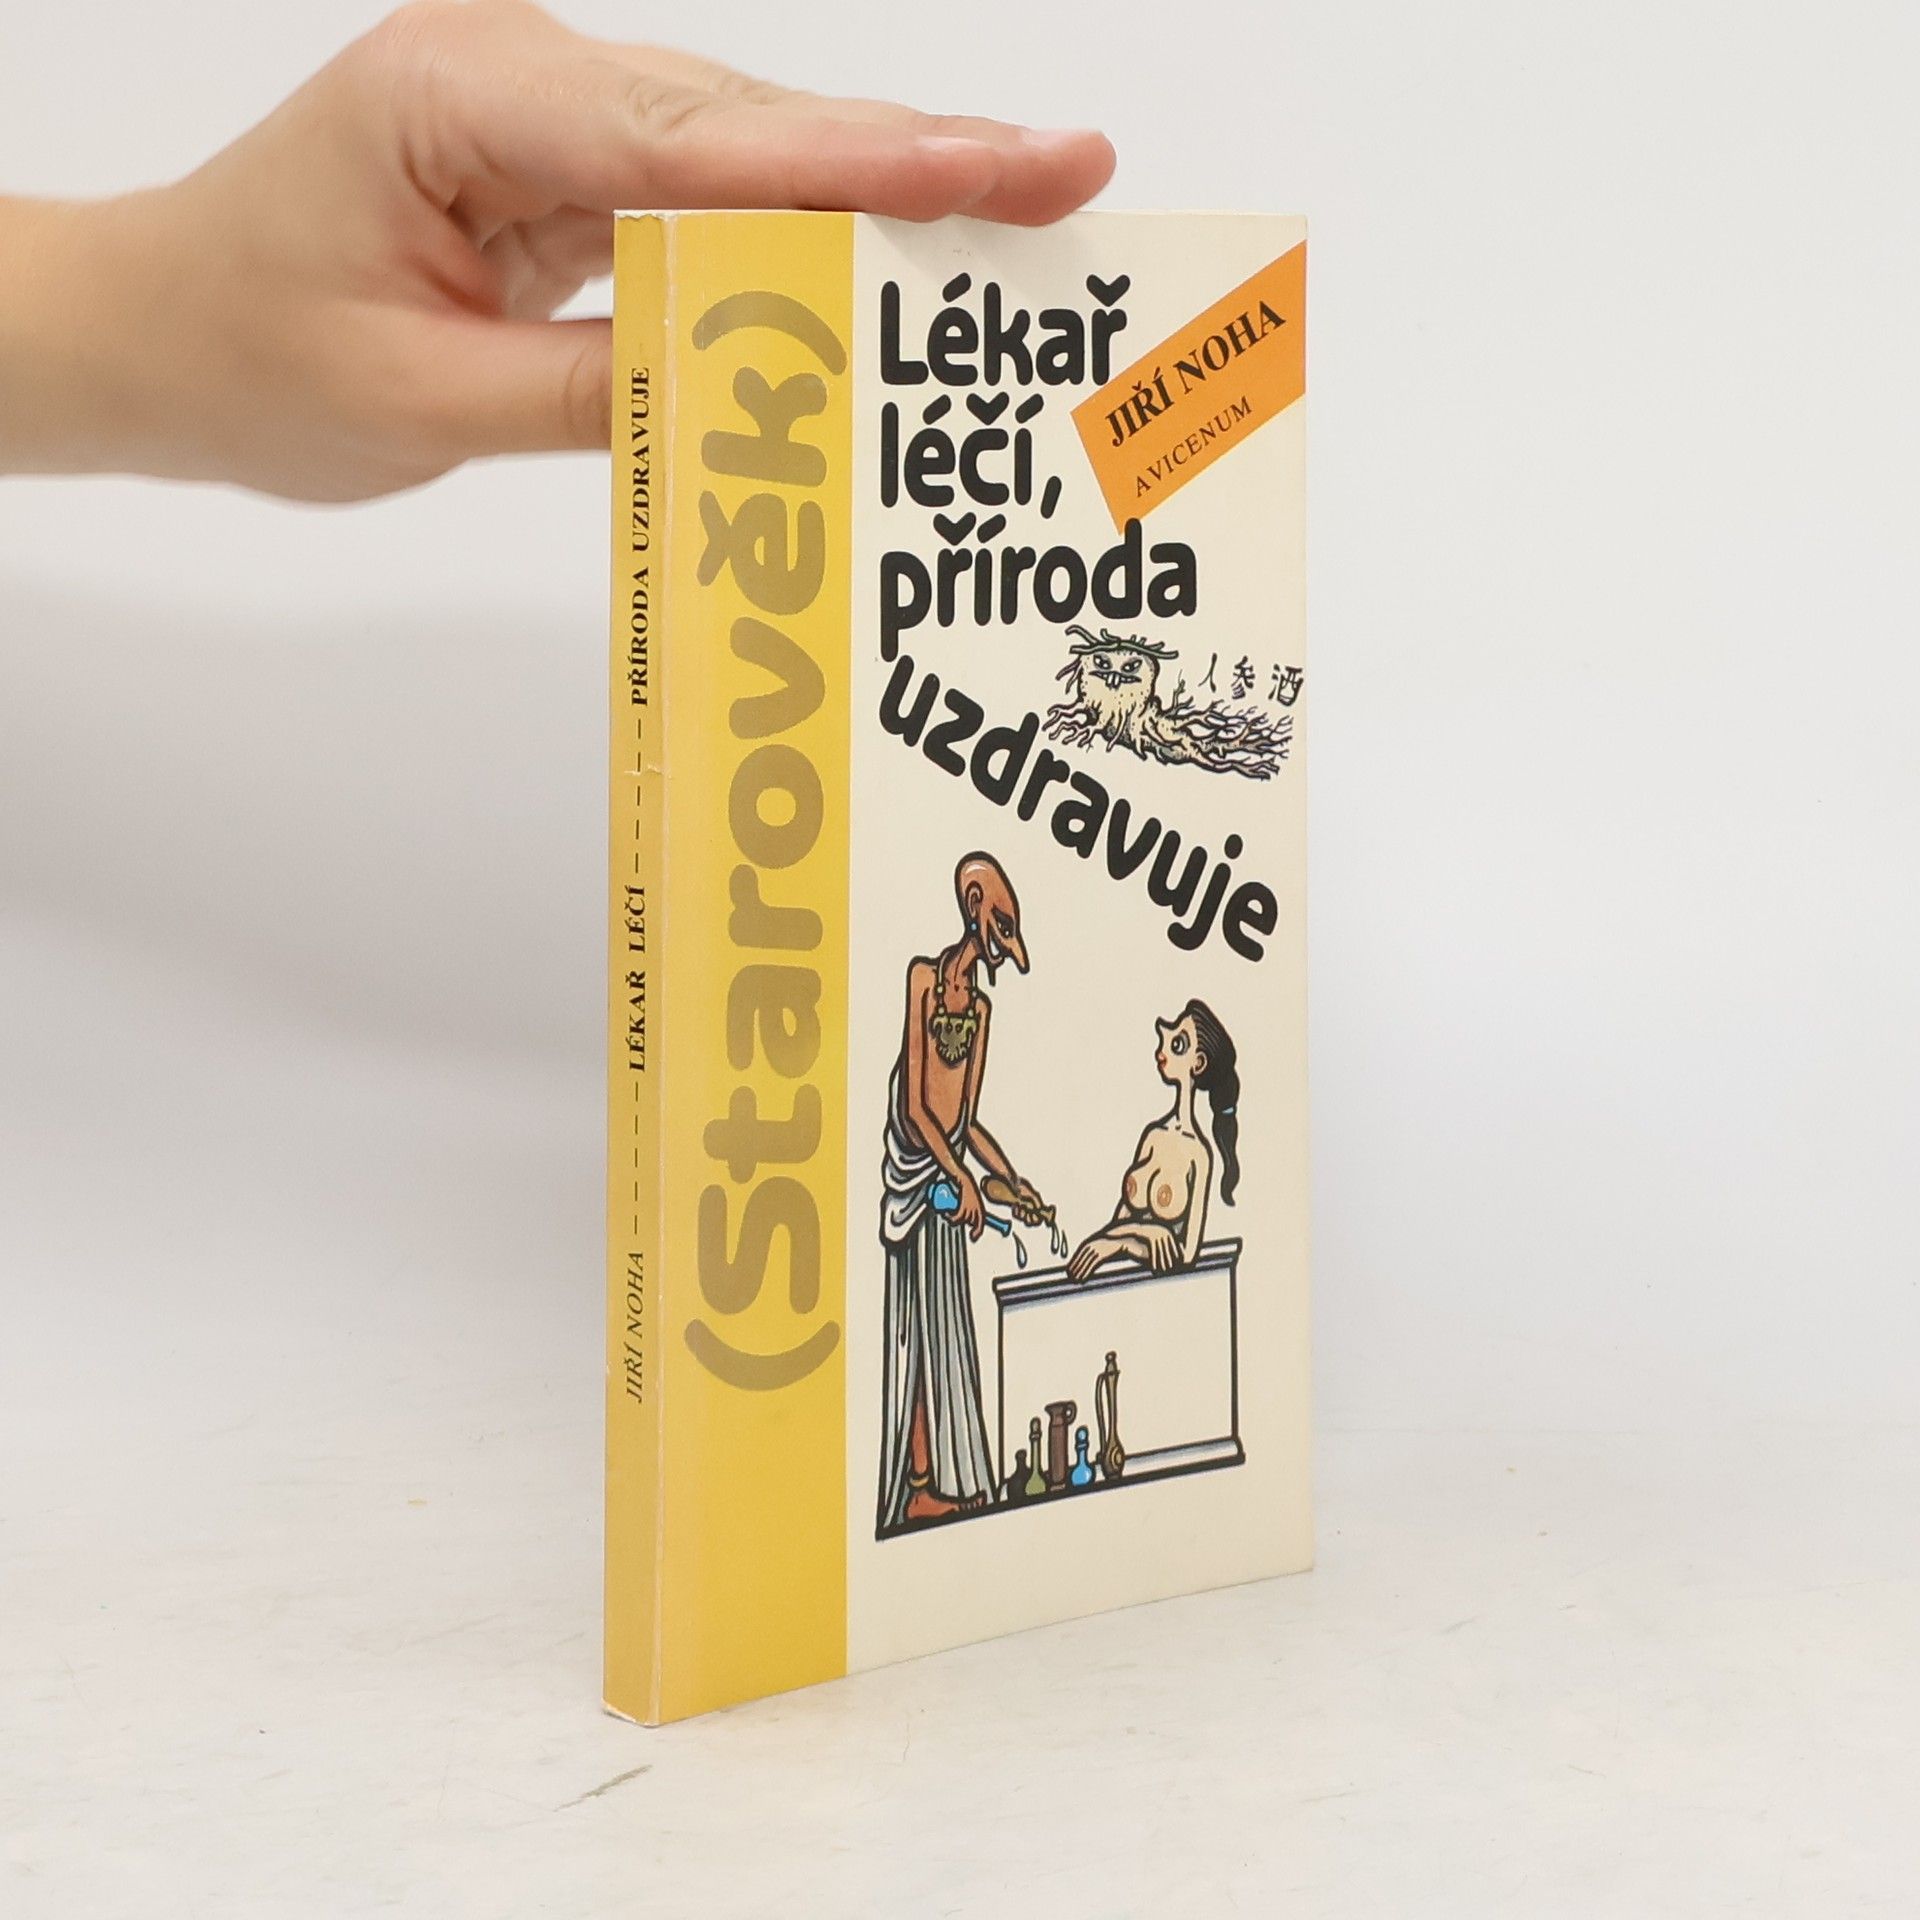 JIŘÍ NOHA – – – – – LÉKAŘ LÉČÍ – – – – – – PŘÍRODA UZDRAVUJE
(Starověk)
Lékař
léčí,
příroda
uzdravuje
JIŘÍ NOHA
AVICENUM
人参酒